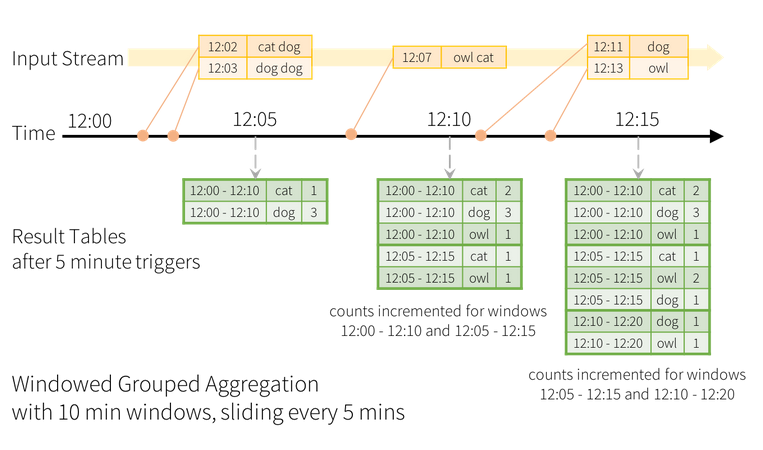 Input Stream
12:02 cat dog
12:03 dog dog
12:07 owl cat
12:11 dog
12:13 owl
Time
12:00
12:05
12:10
12:15
Result Tables
after 5 minute triggers
12:00 - 12:10 cat 1
12:00 - 12:10 dog 3
12:00 - 12:10 cat 2
12:00 - 12:10 dog 3
12:00 - 12:10 owl 1
12:05 - 12:15 cat 1
12:05 - 12:15 owl 1
counts incremented for windows
12:00 - 12:10 and 12:05 - 12:15
12:00 - 12:10 cat 2
12:00 - 12:10 dog 3
12:00 - 12:10 owl 1
12:05 - 12:15 cat 1
12:05 - 12:15 owl 2
12:05 - 12:15 dog 1
12:10 - 12:20 dog 1
12:10 - 12:20 owl 1
counts incremented for windows
12:05 - 12:15 and 12:10 - 12:20
Windowed Grouped Aggregation
with 10 min windows, sliding every 5 mins